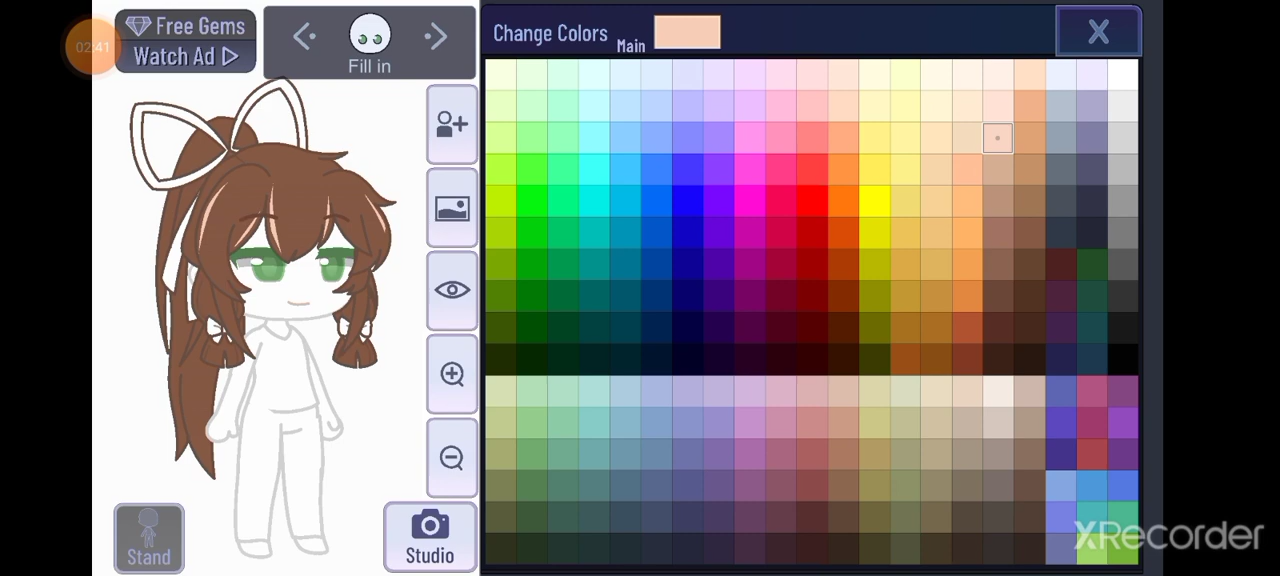 02:41
Free Gems
Watch Ad
Fill in
Change Colors
Main
X
Stand
Studio
XRecorder